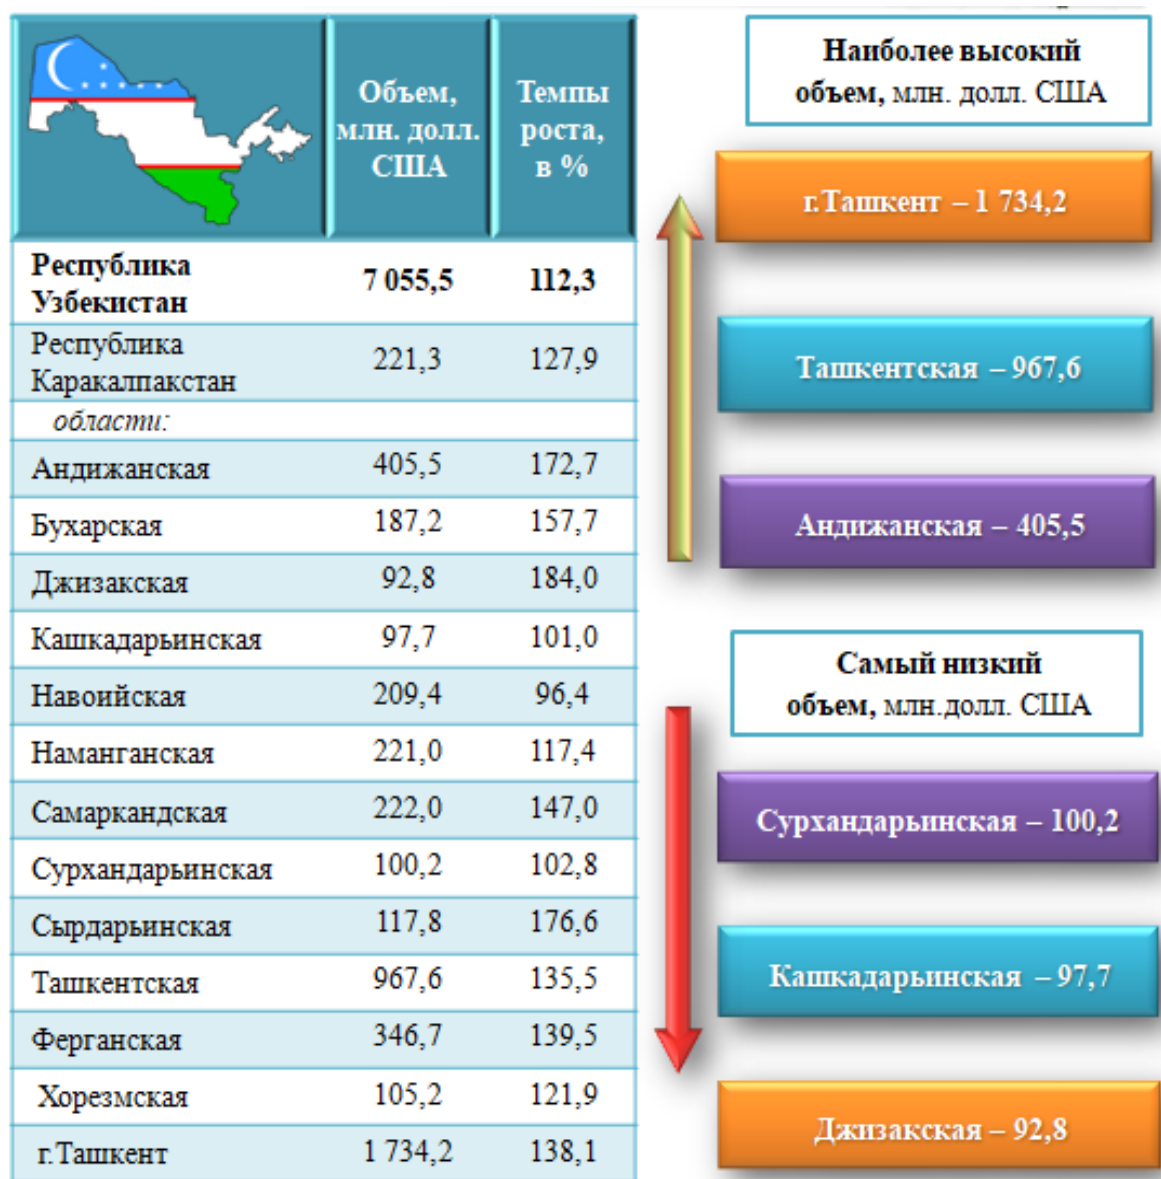 Объем,
млн. долл.
США
Темпы
роста,
в %
Республика
Узбекистан
7 055,5
112,3
Республика
Каракалпакстан
221,3
127,9
области:
Андижанская 405,5 172,7
Бухарская 187,2 157,7
Джизакская 92,8 184,0
Кашкадарьинская 97,7 101,0
Навоийская 209,4 96,4
Наманганская 221,0 117,4
Самаркандская 222,0 147,0
Сурхандарьинская 100,2 102,8
Сырдарьинская 117,8 176,6
Ташкентская 967,6 135,5
Ферганская 346,7 139,5
Хорезмская 105,2 121,9
г.Ташкент 1 734,2 138,1
Наиболее высокий
объем, млн. долл. США
г.Ташкент – 1 734,2
Ташкентская – 967,6
Андижанская – 405,5
Самый низкий
объем, млн.долл. США
Сурхандарьинская – 100,2
Кашкадарьинская – 97,7
Джизакская – 92,8